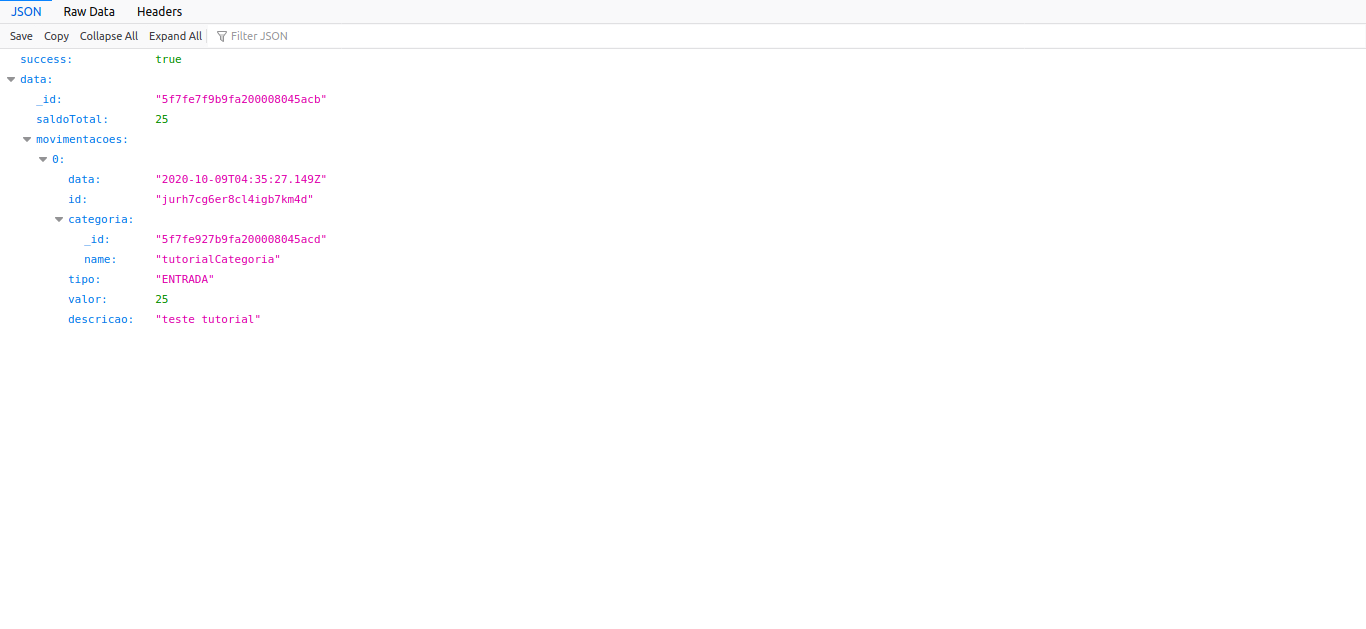 JSON Raw Data Headers
Save Copy Collapse All Expand All Filter JSON
success: true
data:
_id: "5f7fe7f9b9fa200008045acb"
saldoTotal: 25
movimentacoes:
0:
data: "2020-10-09T04:35:27.149Z"
id: "jurh7cg6er8cl4igb7km4d"
categoria:
_id: "5f7fe927b9fa200008045acd"
name: "tutorialCategoria"
tipo: "ENTRADA"
valor: 25
descricao: "teste tutorial"